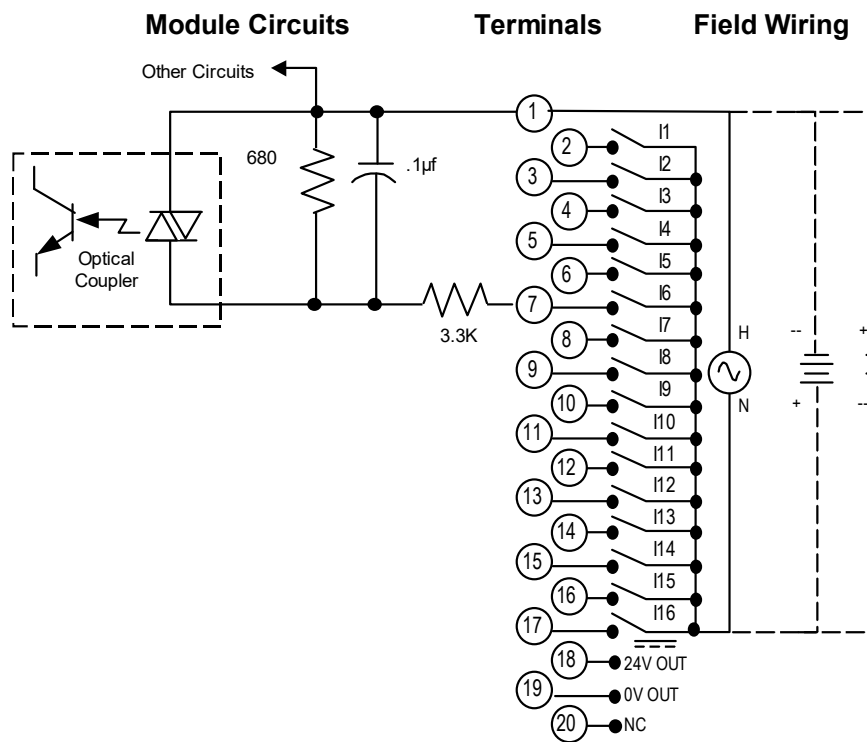 Module Circuits
Terminals
Field Wiring
Other Circuits
1
680
.1µf
2
I1
3
I2
4
I3
5
I4
Optical
Coupler
6
I5
7
I6
3.3K
8
I7
H
--
+
9
I8
10
I9
N
+
--
11
I10
12
I11
13
I12
14
I13
15
I14
16
I15
17
I16
18
24V OUT
19
0V OUT
20
NC